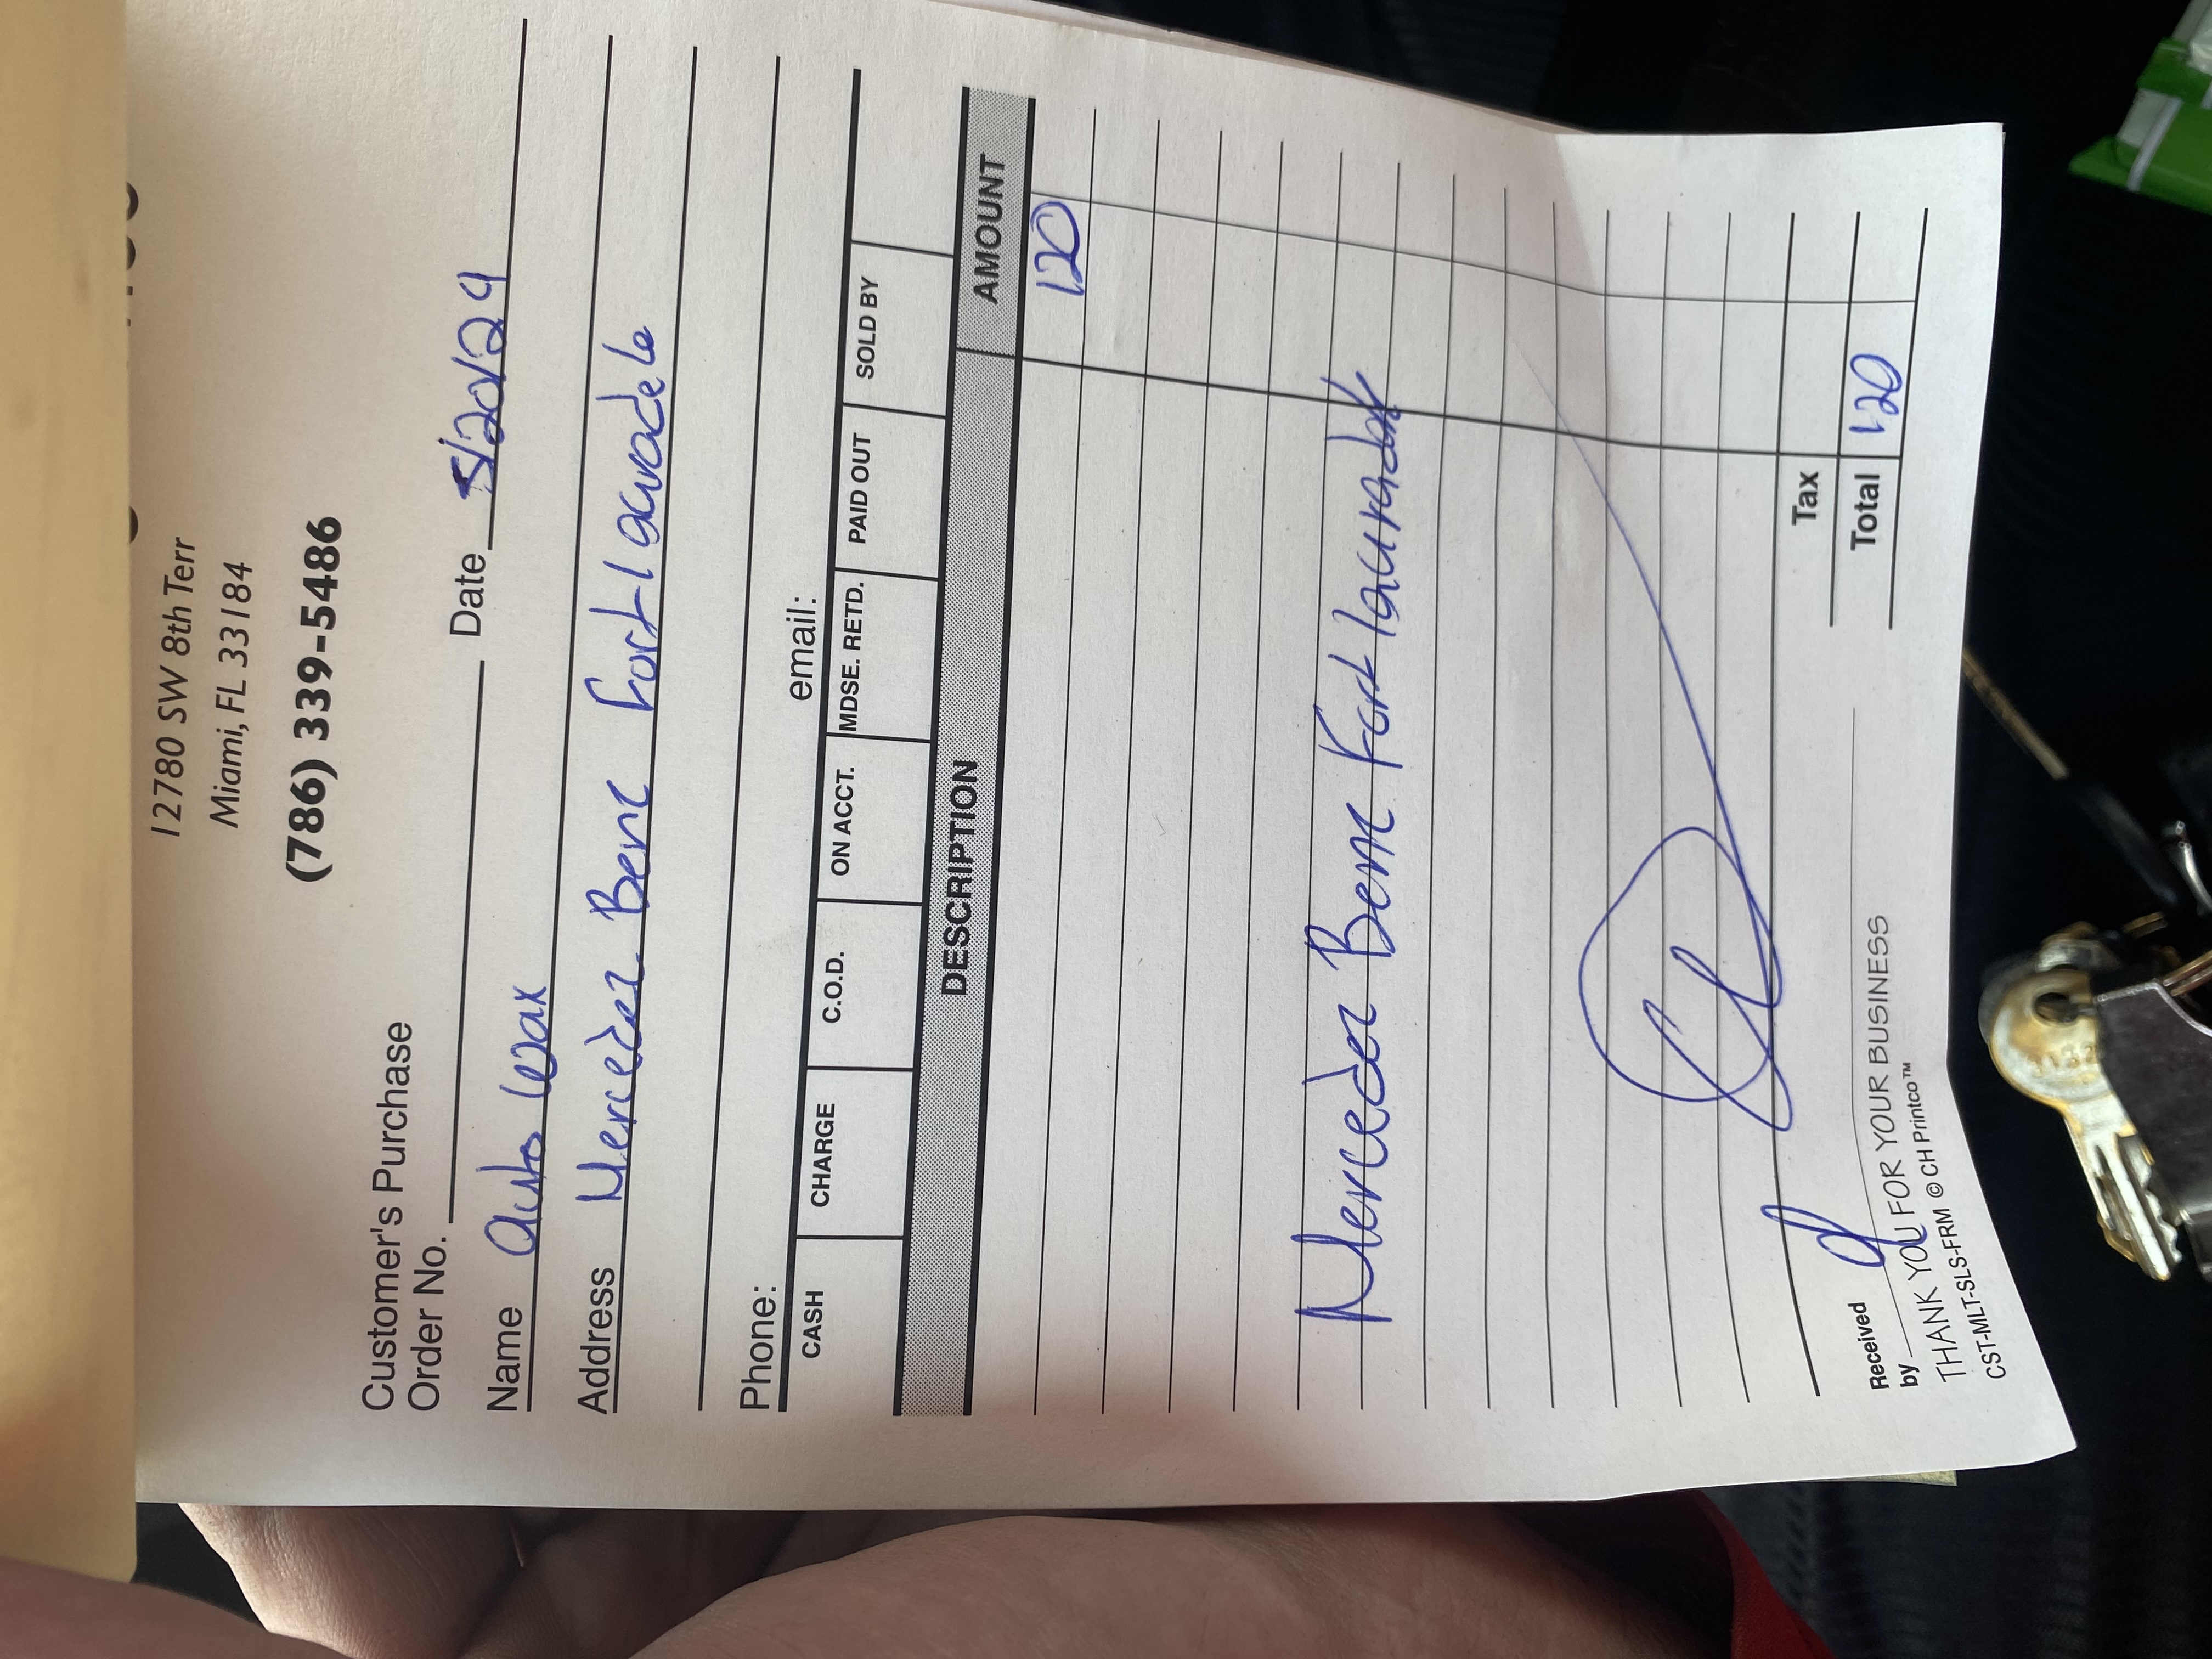 12780 SW 8th Terr
Miami, FL 33184
(786) 339-5486
Customer's Purchase
Order No. Date 5/20/24
Name auto wax
Address Mercedez Benz Fort lauradele
Phone: email:
CASH CHARGE C.O.D. ON ACCT. MDSE. RETD. PAID OUT SOLD BY
DESCRIPTION AMOUNT
120
Mercedez Benz Fort
Tax
Total 120
Received
by
THANK YOU FOR YOUR BUSINESS
CST-MLT-SLS-FRM © CH Printco™